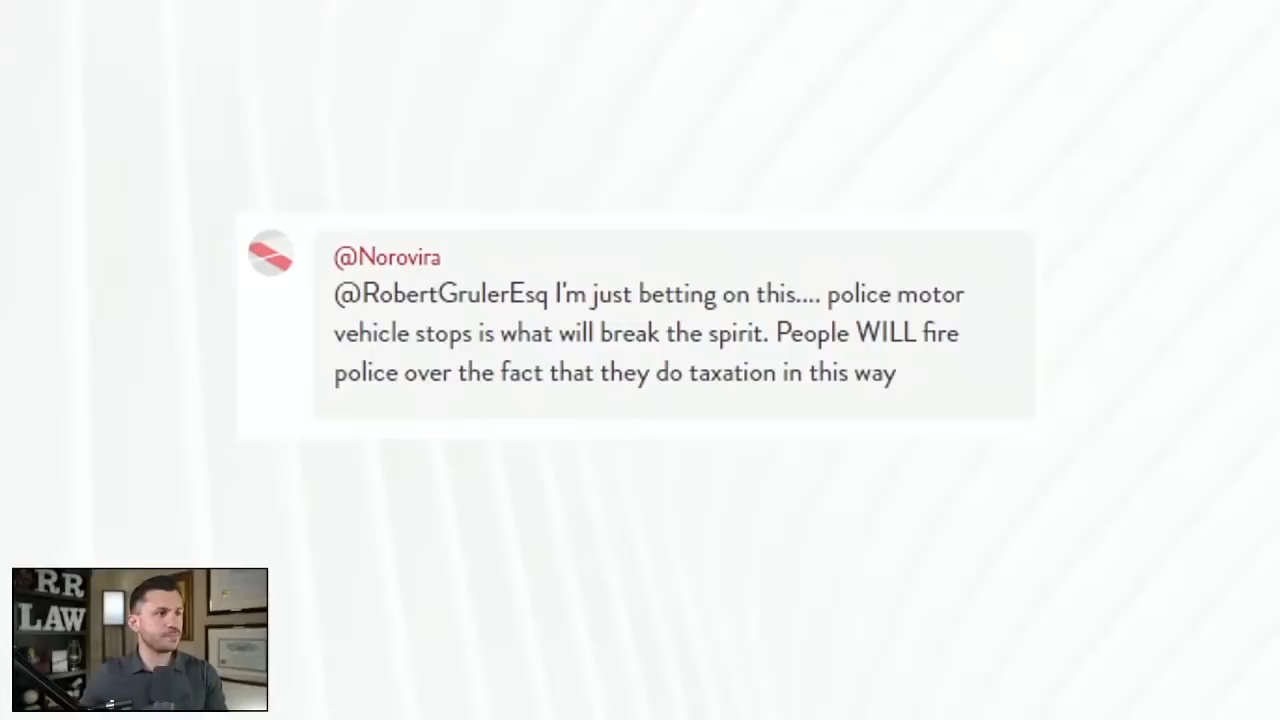 @Norovira
@RobertGrulerEsq I'm just betting on this.... police motor
vehicle stops is what will break the spirit. People WILL fire
police over the fact that they do taxation in this way
RR
LAW